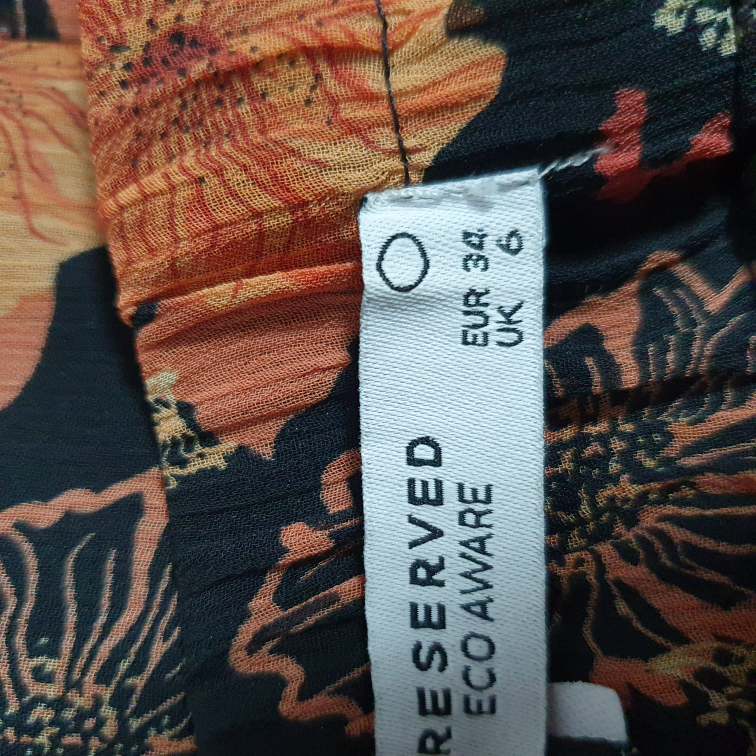 RESERVED
ECO AWARE
EUR 34
UK 6